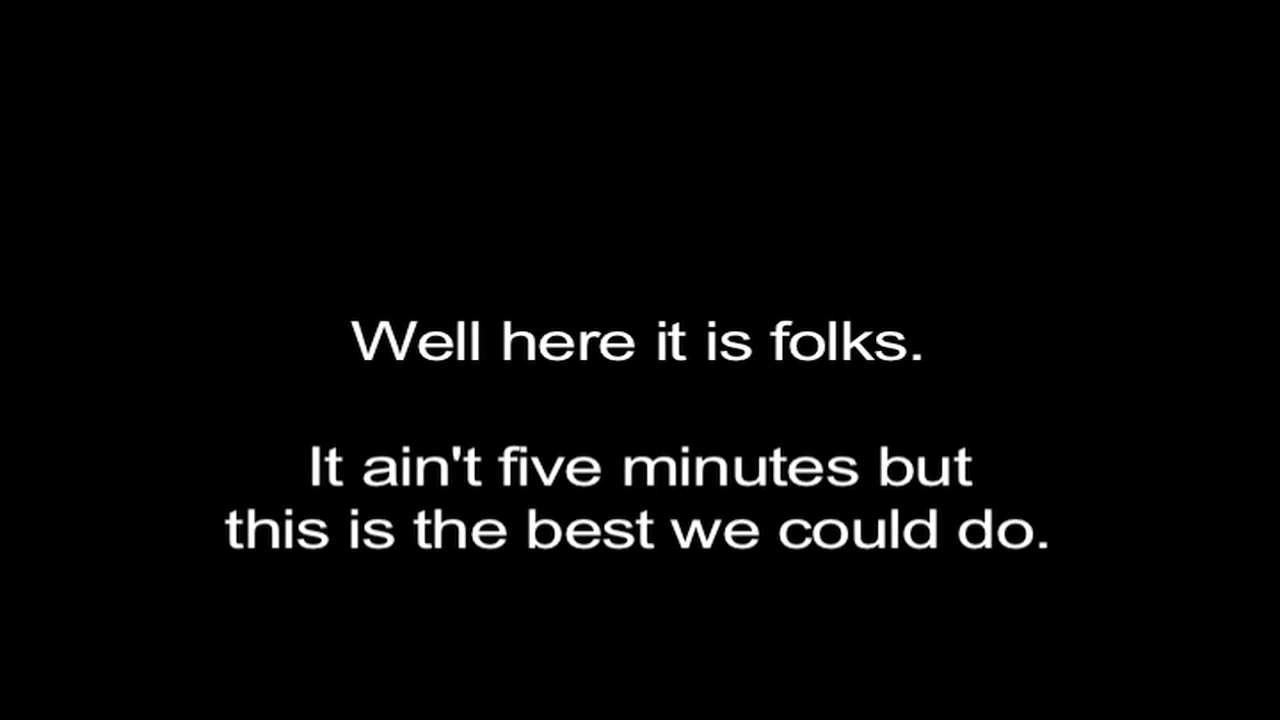 Well here it is folks.
It ain't five minutes but
this is the best we could do.